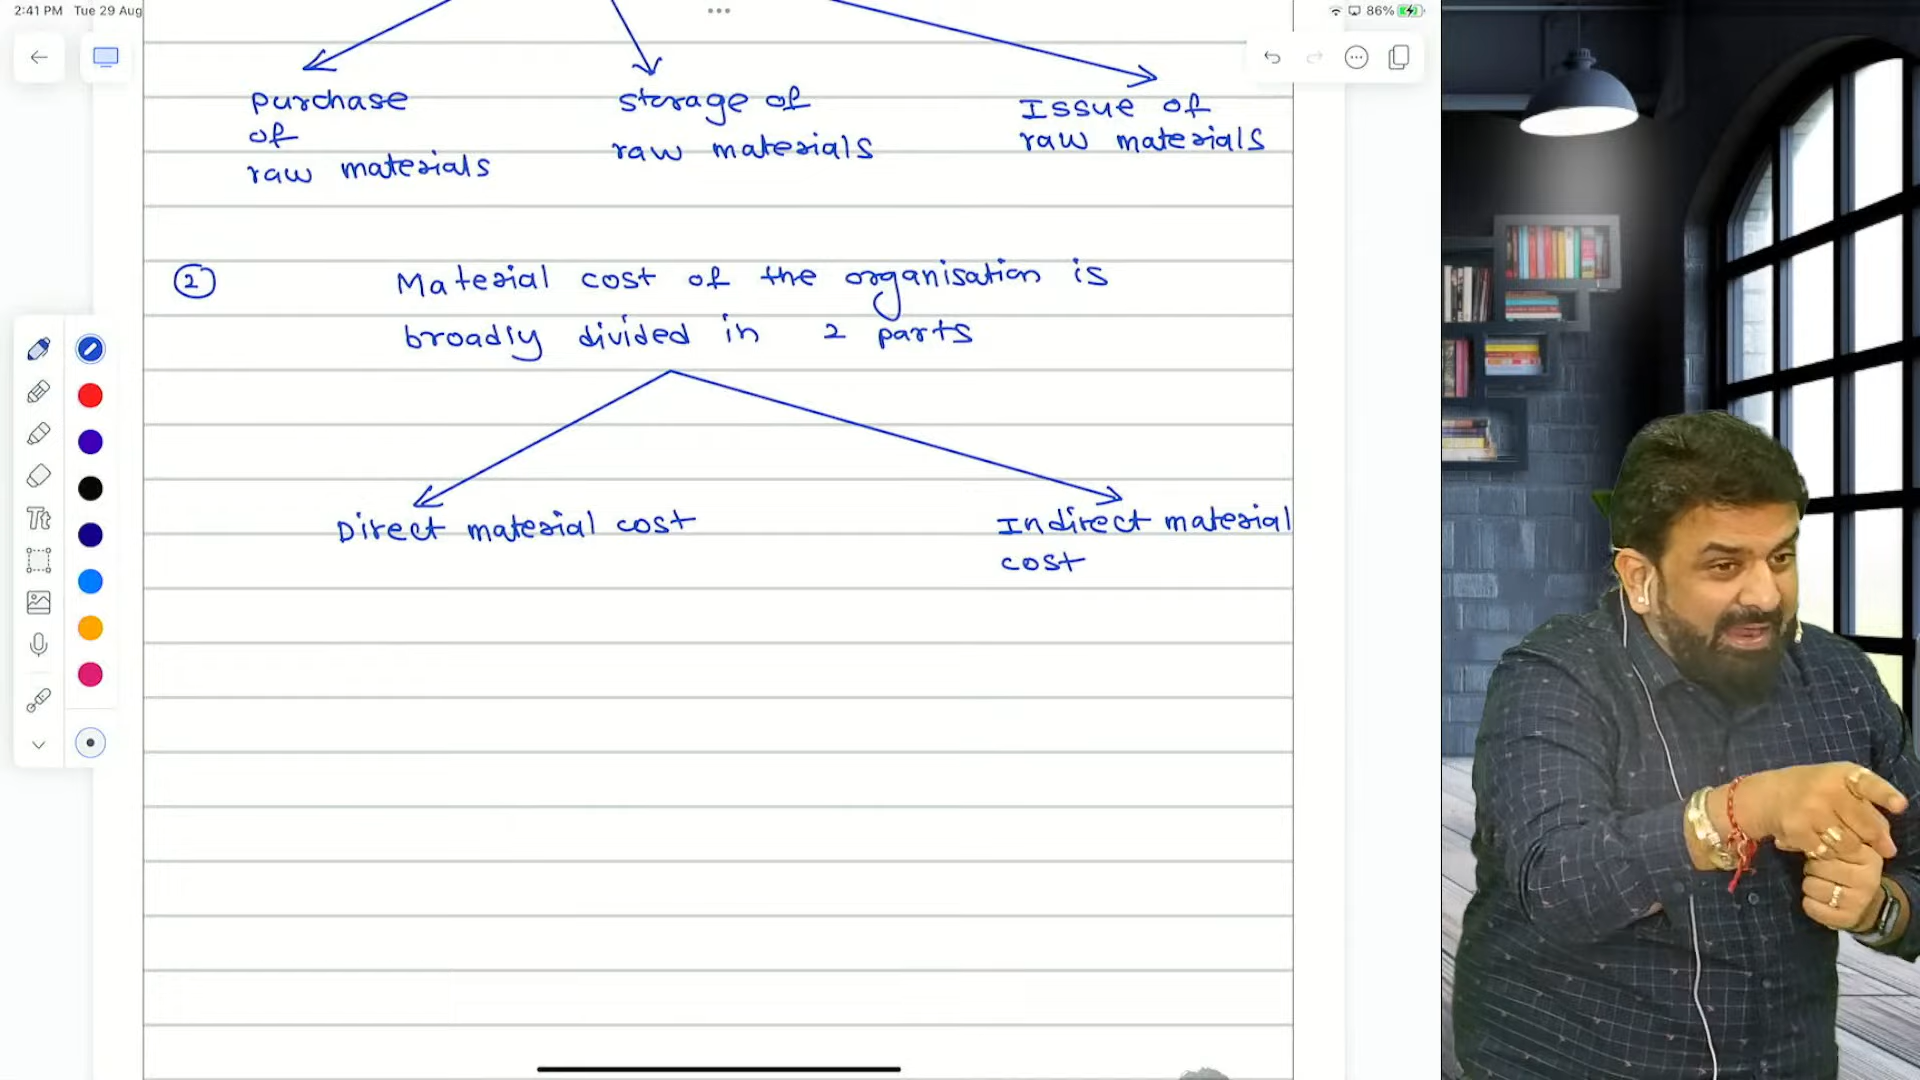 2:41 PM Tue 29 Aug
86%
purchase
of
raw materials
storage of
raw materials
Issue of
raw materials
2
Material cost of the organisation is
broadly divided in 2 parts
Direct material cost
Indirect material
cost
Tt